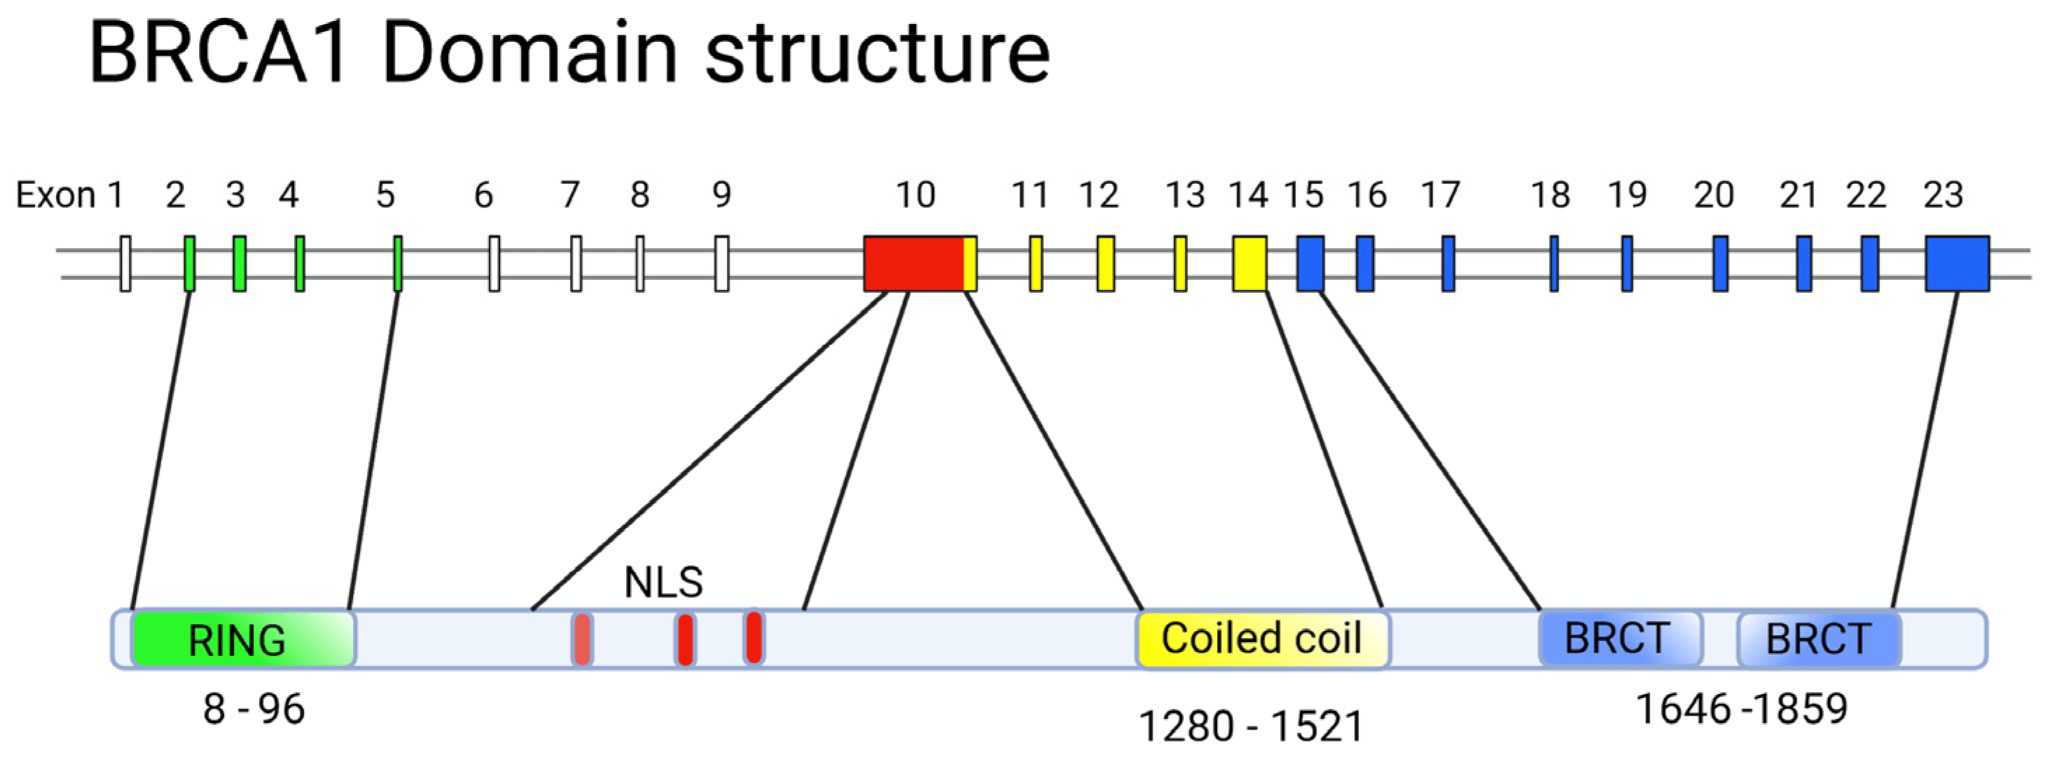 BRCA1 Domain structure
Exon 1 2 3 4 5 6 7 8 9 10 11 12 13 14 15 16 17 18 19 20 21 22 23
NLS
RING Coiled coil BRCT BRCT
8 - 96 1280 - 1521 1646 -1859